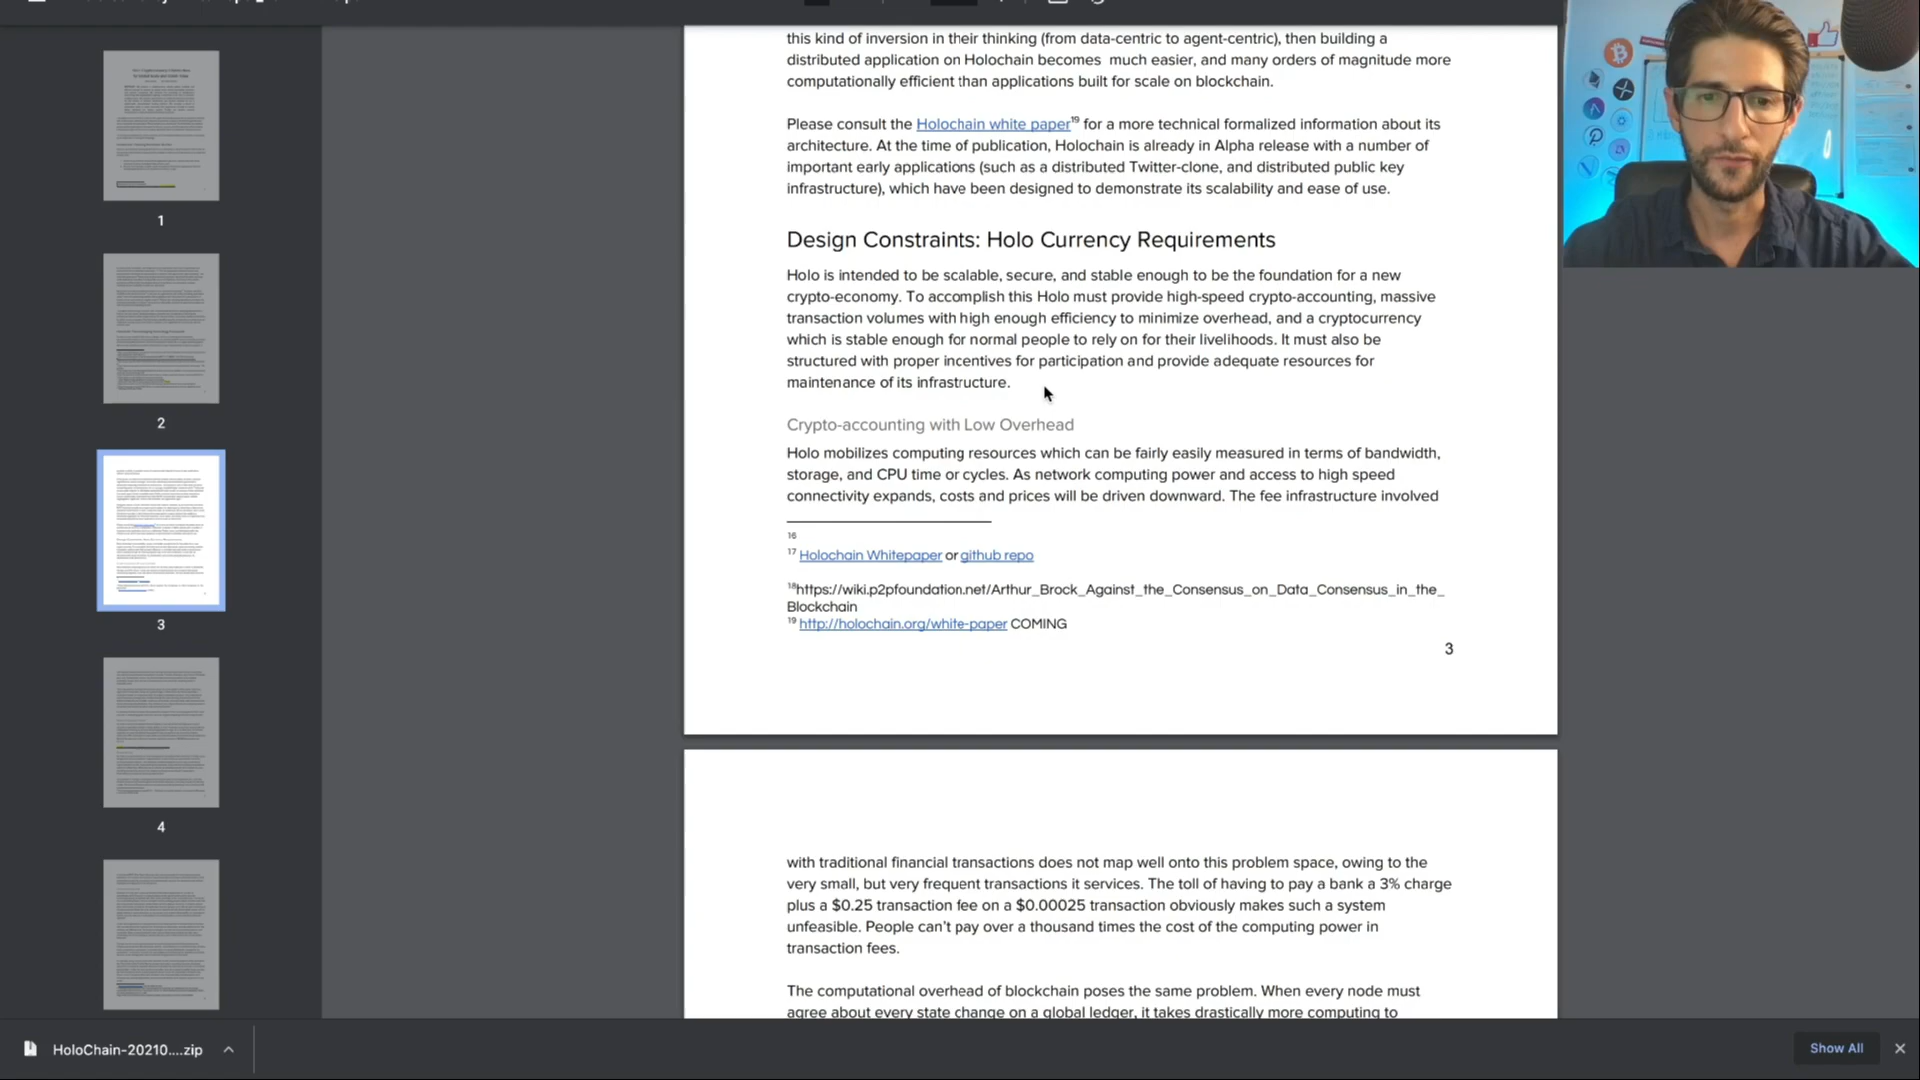 this kind of inversion in their thinking (from data-centric to agent-centric), then building a
distributed application on Holochain becomes much easier, and many orders of magnitude more
computationally efficient than applications built for scale on blockchain.
Please consult the Holochain white paper19 for a more technical formalized information about its
architecture. At the time of publication, Holochain is already in Alpha release with a number of
important early applications (such as a distributed Twitter-clone, and distributed public key
infrastructure), which have been designed to demonstrate its scalability and ease of use.
Design Constraints: Holo Currency Requirements
Holo is intended to be scalable, secure, and stable enough to be the foundation for a new
crypto-economy. To accomplish this Holo must provide high-speed crypto-accounting, massive
transaction volumes with high enough efficiency to minimize overhead, and a cryptocurrency
which is stable enough for normal people to rely on for their livelihoods. It must also be
structured with proper incentives for participation and provide adequate resources for
maintenance of its infrastructure.
Crypto-accounting with Low Overhead
Holo mobilizes computing resources which can be fairly easily measured in terms of bandwidth,
storage, and CPU time or cycles. As network computing power and access to high speed
connectivity expands, costs and prices will be driven downward. The fee infrastructure involved
16
17 Holochain Whitepaper or github repo
18https://wiki.p2pfoundation.net/Arthur_Brock_Against_the_Consensus_on_Data_Consensus_in_the_
Blockchain
19 http://holochain.org/white-paper COMING
3
with traditional financial transactions does not map well onto this problem space, owing to the
very small, but very frequent transactions it services. The toll of having to pay a bank a 3% charge
plus a $0.25 transaction fee on a $0.00025 transaction obviously makes such a system
unfeasible. People can't pay over a thousand times the cost of the computing power in
transaction fees.
The computational overhead of blockchain poses the same problem. When every node must
agree about every state change on a global ledger, it takes drastically more computing to
1
2
3
4
HoloChain-20210....zip
Show All